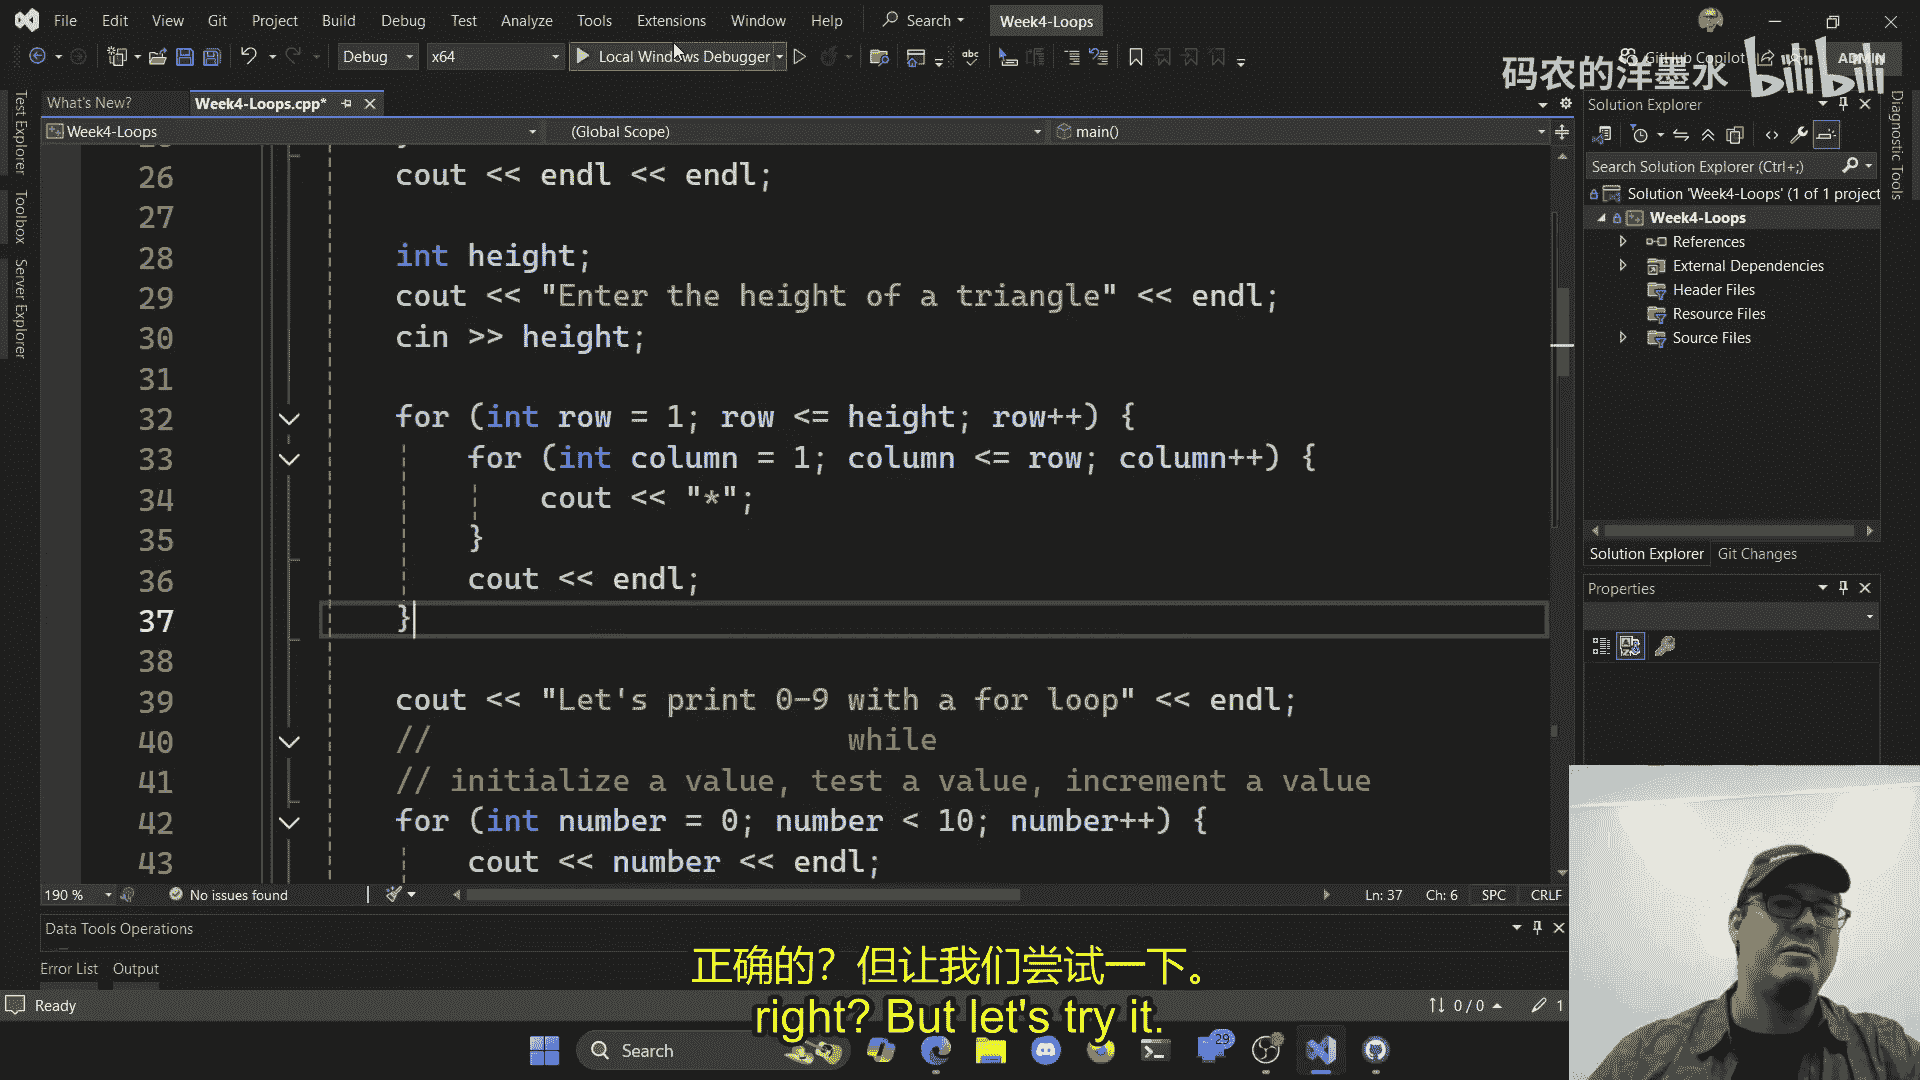 File Edit View Git Project Build Debug Test Analyze Tools Extensions Window Help Search Week4-Loops
Debug x64 Local Windows Debugger GitHub Copilot ADMIN
码农的洋墨水 bilibili
What's New? Week4-Loops.cpp*
Week4-Loops (Global Scope) main()
Test Explorer
Toolbox
Server Explorer
26 cout << endl << endl;
27
28 int height;
29 cout << "Enter the height of a triangle" << endl;
30 cin >> height;
31
32 for (int row = 1; row <= height; row++) {
33 for (int column = 1; column <= row; column++) {
34 cout << "*";
35 }
36 cout << endl;
37 }
38
39 cout << "Let's print 0-9 with a for loop" << endl;
40 // while
41 // initialize a value, test a value, increment a value
42 for (int number = 0; number < 10; number++) {
43 cout << number << endl;
190 % No issues found Ln: 37 Ch: 6 SPC CRLF
Solution Explorer
Search Solution Explorer (Ctrl+;)
Solution 'Week4-Loops' (1 of 1 project
Week4-Loops
References
External Dependencies
Header Files
Resource Files
Source Files
Solution Explorer Git Changes
Properties
Diagnostic Tools
Data Tools Operations
Error List Output
正确的？但让我们尝试一下。
right? But let's try it.
Ready 0 / 0 1
Search 29